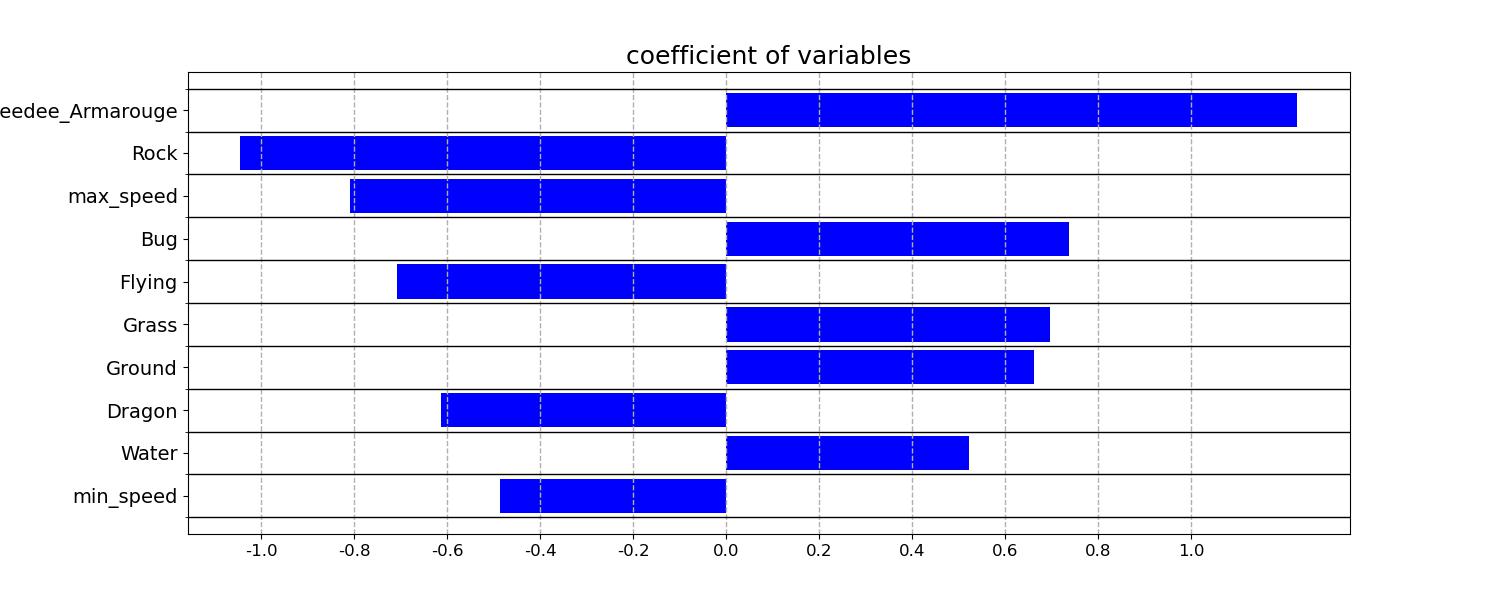 coefficient of variables
eedee_Armarouge
Rock
max_speed
Bug
Flying
Grass
Ground
Dragon
Water
min_speed
-1.0 -0.8 -0.6 -0.4 -0.2 0.0 0.2 0.4 0.6 0.8 1.0